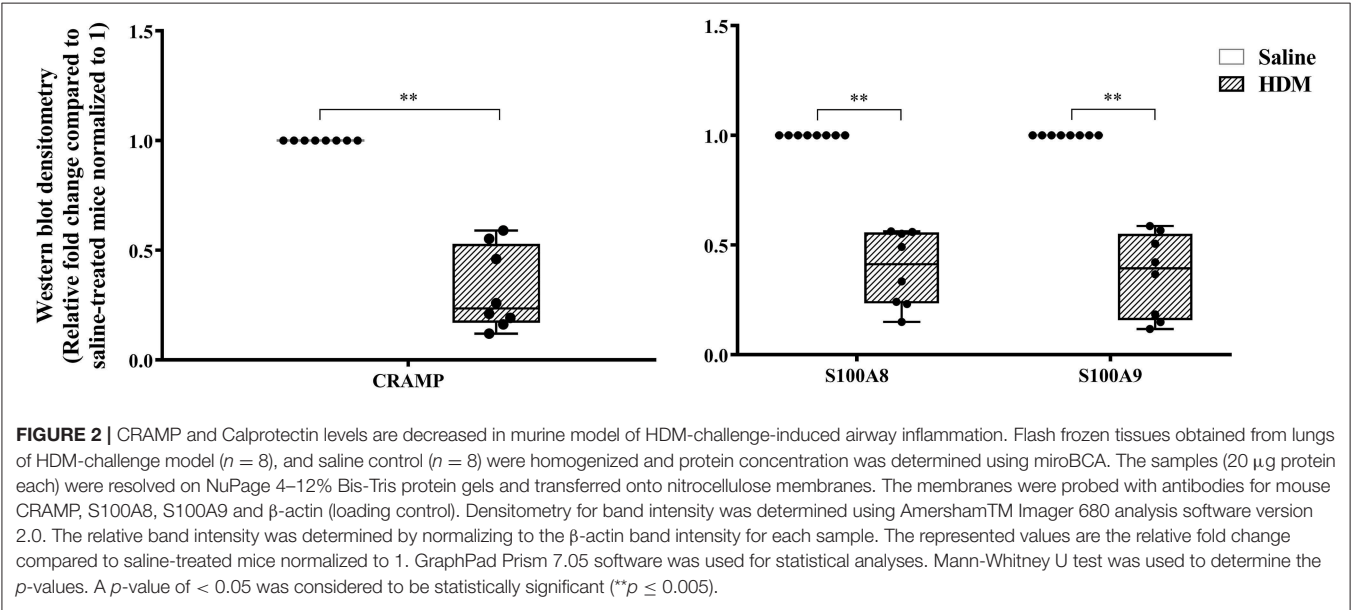 Western blot densitometry
(Relative fold change compared to
saline-treated mice normalized to 1)
1.5
1.0
0.5
0.0
**
CRAMP
1.5
1.0
0.5
0.0
**
**
S100A8
S100A9
Saline
HDM
FIGURE 2 | CRAMP and Calprotectin levels are decreased in murine model of HDM-challenge-induced airway inflammation. Flash frozen tissues obtained from lungs
of HDM-challenge model (n = 8), and saline control (n = 8) were homogenized and protein concentration was determined using miroBCA. The samples (20 μg protein
each) were resolved on NuPage 4–12% Bis-Tris protein gels and transferred onto nitrocellulose membranes. The membranes were probed with antibodies for mouse
CRAMP, S100A8, S100A9 and β-actin (loading control). Densitometry for band intensity was determined using AmershamTM Imager 680 analysis software version
2.0. The relative band intensity was determined by normalizing to the β-actin band intensity for each sample. The represented values are the relative fold change
compared to saline-treated mice normalized to 1. GraphPad Prism 7.05 software was used for statistical analyses. Mann-Whitney U test was used to determine the
p-values. A p-value of < 0.05 was considered to be statistically significant (**p ≤ 0.005).